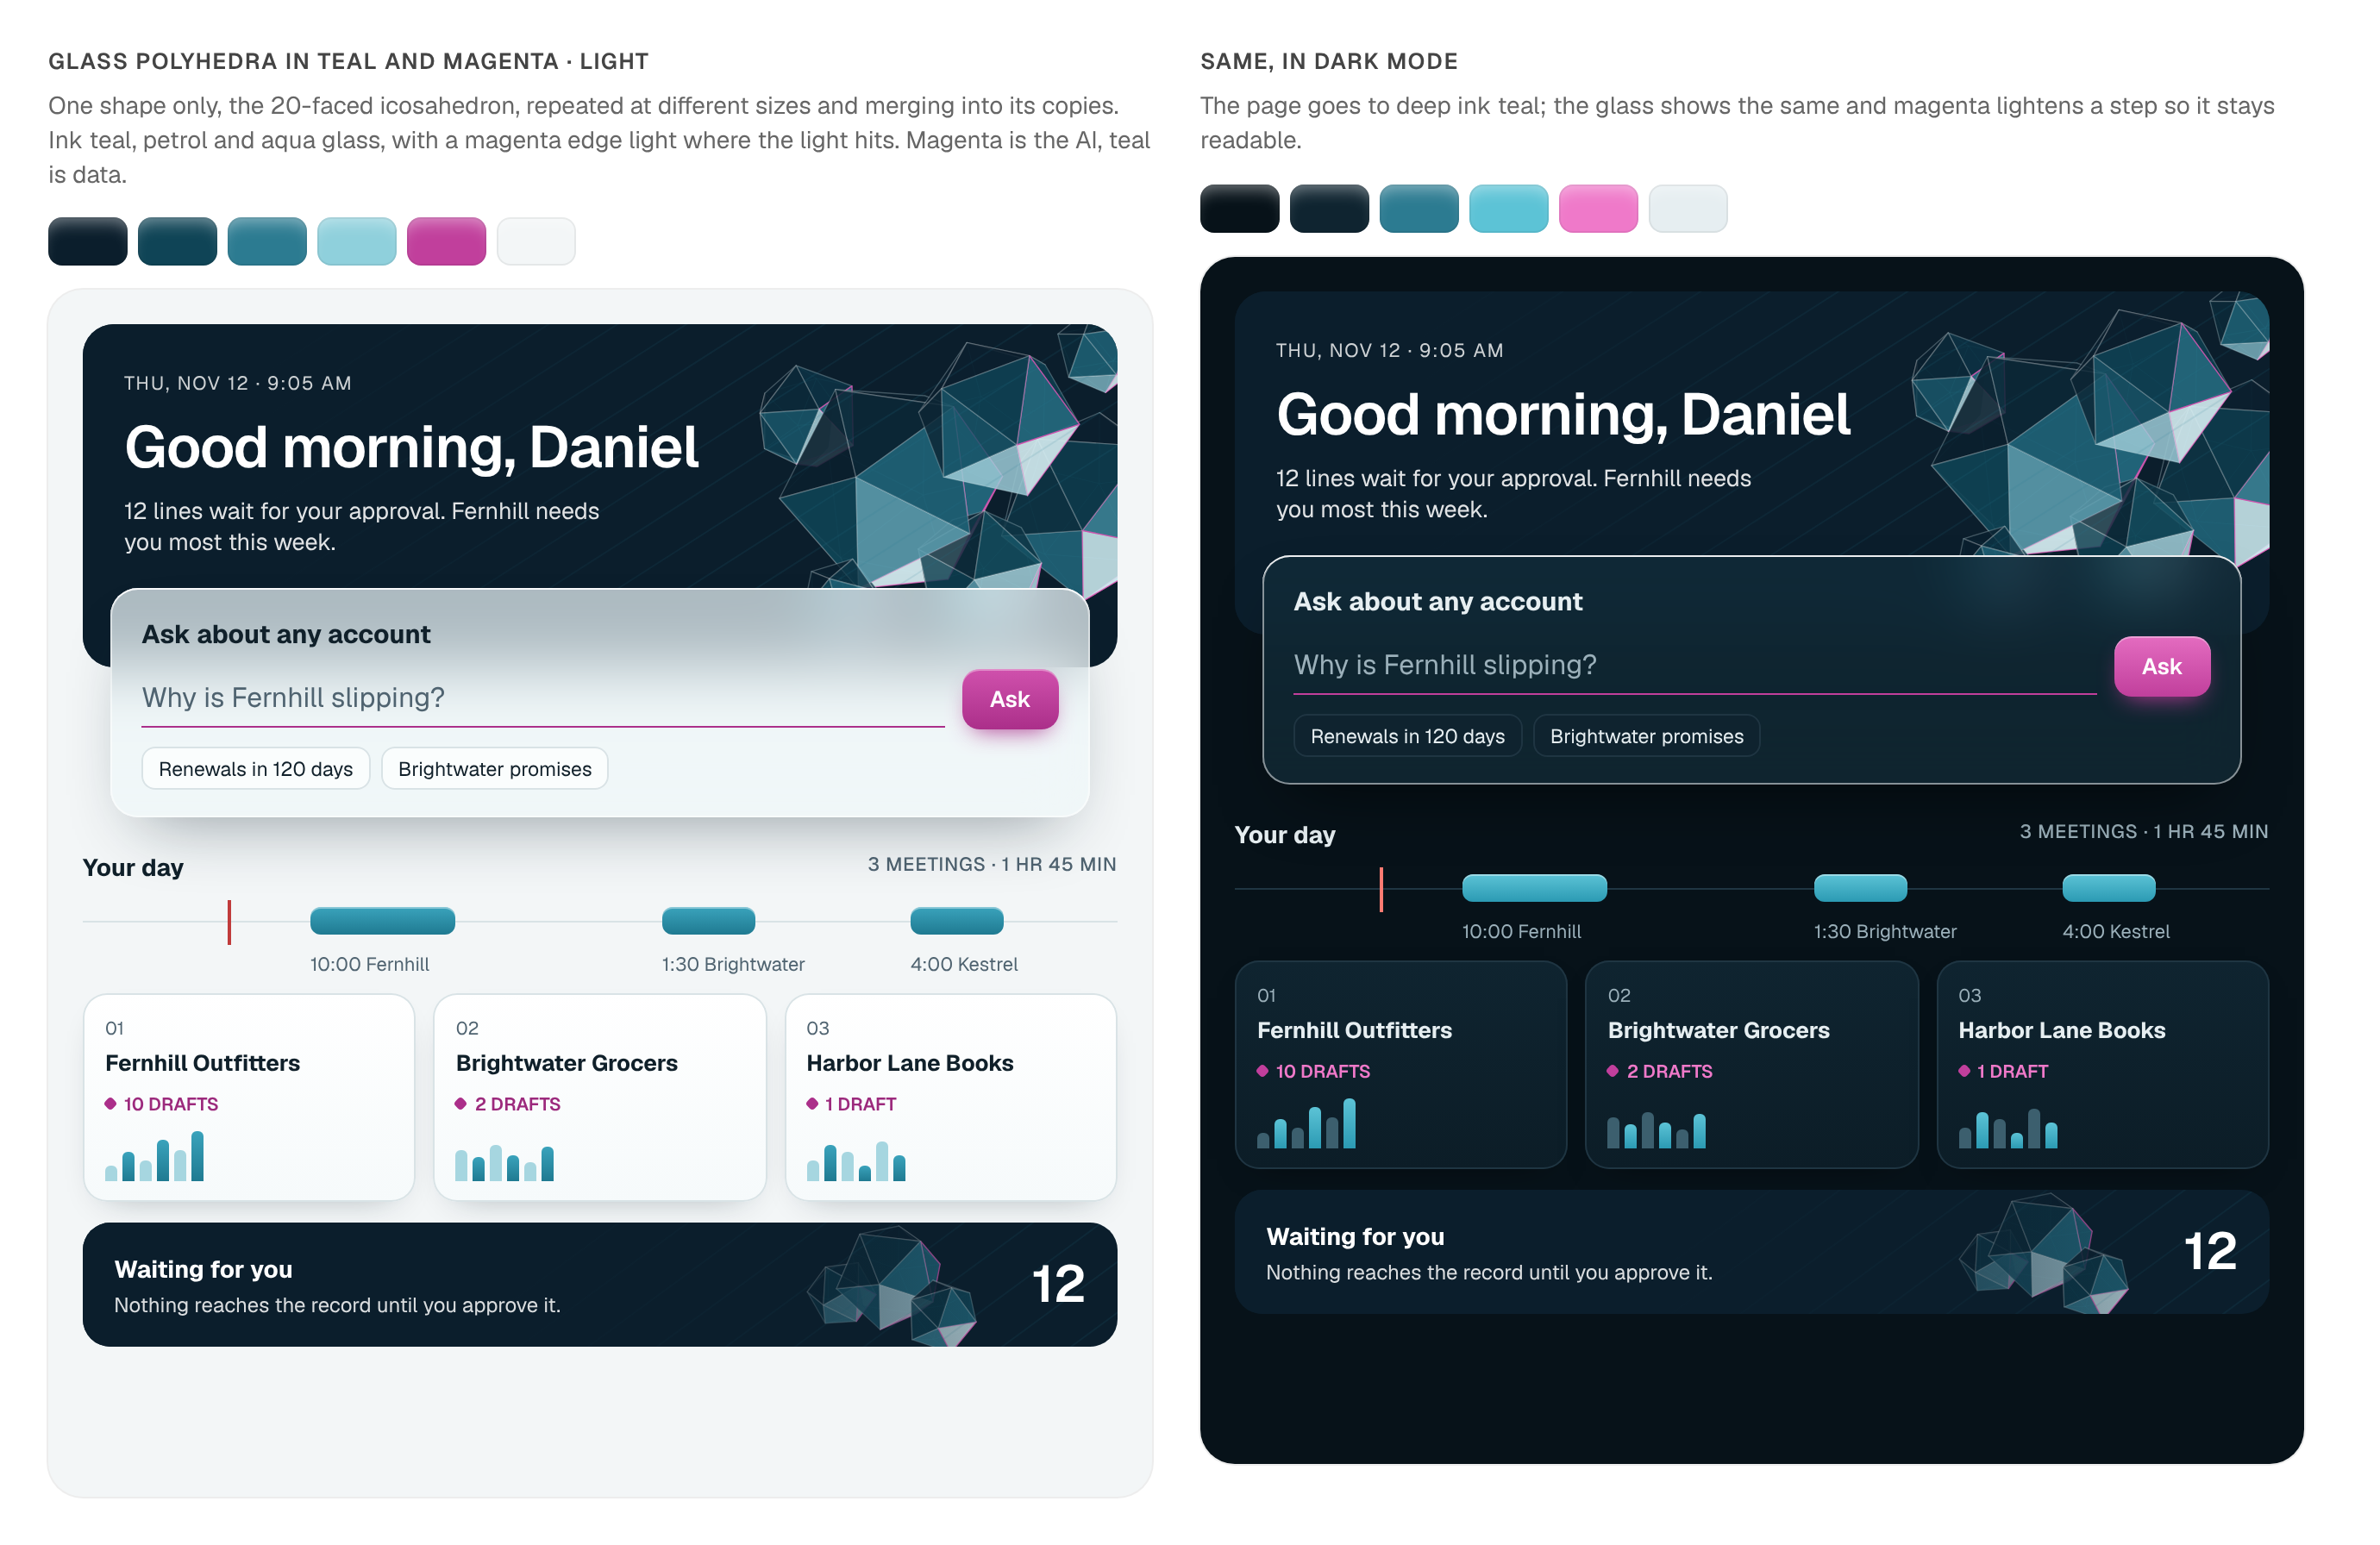 GLASS POLYHEDRA IN TEAL AND MAGENTA · LIGHT
One shape only, the 20-faced icosahedron, repeated at different sizes and merging into its copies.
Ink teal, petrol and aqua glass, with a magenta edge light where the light hits. Magenta is the AI, teal
is data.
THU, NOV 12 · 9:05 AM
Good morning, Daniel
12 lines wait for your approval. Fernhill needs
you most this week.
Ask about any account
Why is Fernhill slipping?
Ask
Renewals in 120 days
Brightwater promises
Your day
3 MEETINGS · 1 HR 45 MIN
10:00 Fernhill
1:30 Brightwater
4:00 Kestrel
01
Fernhill Outfitters
10 DRAFTS
02
Brightwater Grocers
2 DRAFTS
03
Harbor Lane Books
1 DRAFT
Waiting for you
Nothing reaches the record until you approve it.
12
SAME, IN DARK MODE
The page goes to deep ink teal; the glass shows the same and magenta lightens a step so it stays
readable.
THU, NOV 12 · 9:05 AM
Good morning, Daniel
12 lines wait for your approval. Fernhill needs
you most this week.
Ask about any account
Why is Fernhill slipping?
Ask
Renewals in 120 days
Brightwater promises
Your day
3 MEETINGS · 1 HR 45 MIN
10:00 Fernhill
1:30 Brightwater
4:00 Kestrel
01
Fernhill Outfitters
10 DRAFTS
02
Brightwater Grocers
2 DRAFTS
03
Harbor Lane Books
1 DRAFT
Waiting for you
Nothing reaches the record until you approve it.
12